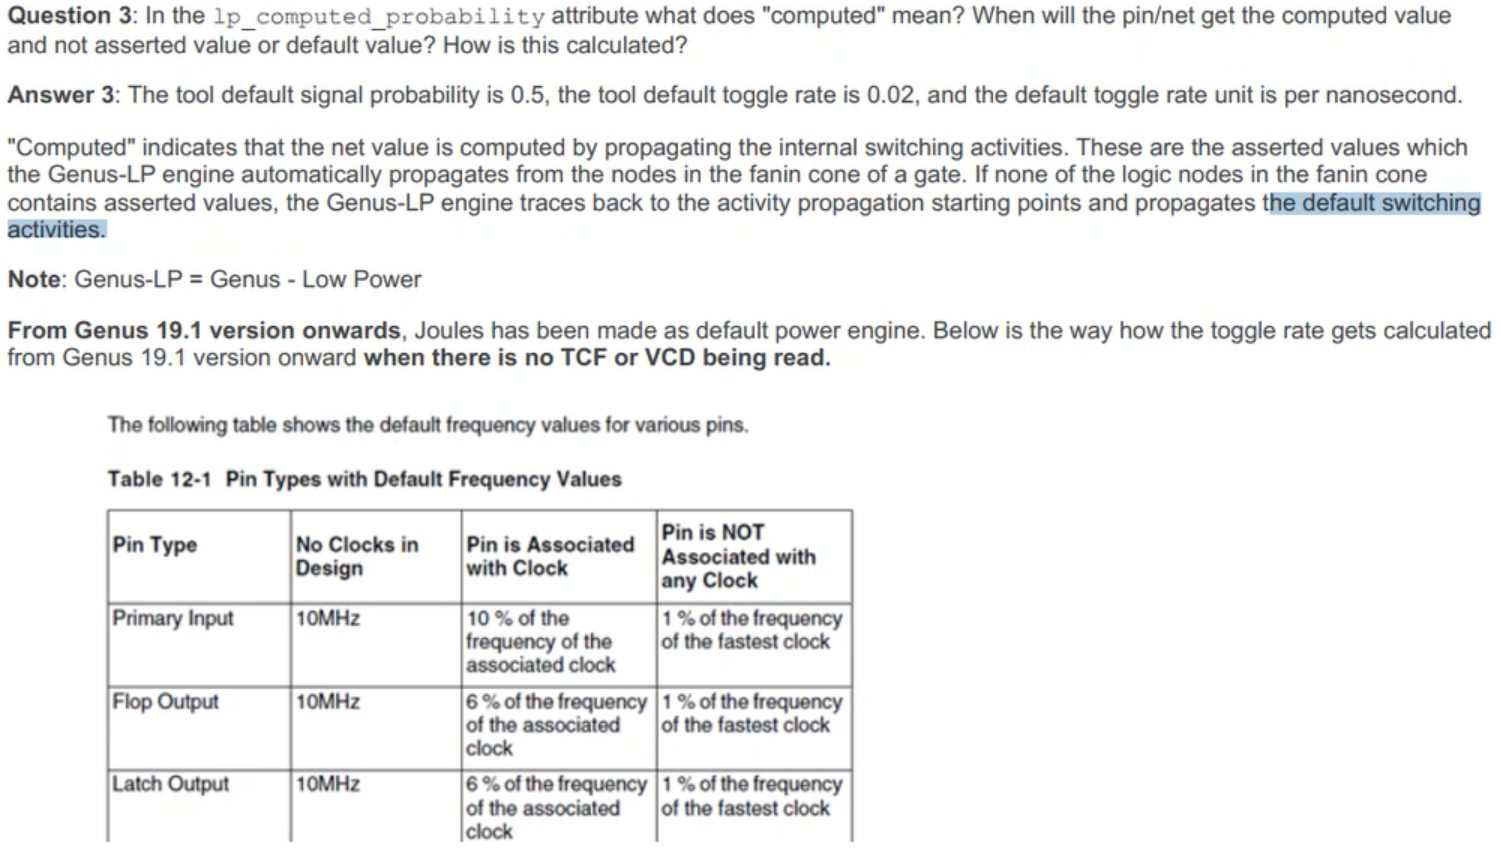 Question 3: In the lp_computed_probability attribute what does "computed" mean? When will the pin/net get the computed value
and not asserted value or default value? How is this calculated?
Answer 3: The tool default signal probability is 0.5, the tool default toggle rate is 0.02, and the default toggle rate unit is per nanosecond.
"Computed" indicates that the net value is computed by propagating the internal switching activities. These are the asserted values which
the Genus-LP engine automatically propagates from the nodes in the fanin cone of a gate. If none of the logic nodes in the fanin cone
contains asserted values, the Genus-LP engine traces back to the activity propagation starting points and propagates the default switching
activities.
Note: Genus-LP = Genus - Low Power
From Genus 19.1 version onwards, Joules has been made as default power engine. Below is the way how the toggle rate gets calculated
from Genus 19.1 version onward when there is no TCF or VCD being read.
The following table shows the default frequency values for various pins.
Table 12-1 Pin Types with Default Frequency Values
Pin Type
No Clocks in
Design
Pin is Associated
with Clock
Pin is NOT
Associated with
any Clock
Primary Input
10MHz
10 % of the
frequency of the
associated clock
1 % of the frequency
of the fastest clock
Flop Output
10MHz
6 % of the frequency
of the associated
clock
1 % of the frequency
of the fastest clock
Latch Output
10MHz
6 % of the frequency
of the associated
clock
1 % of the frequency
of the fastest clock